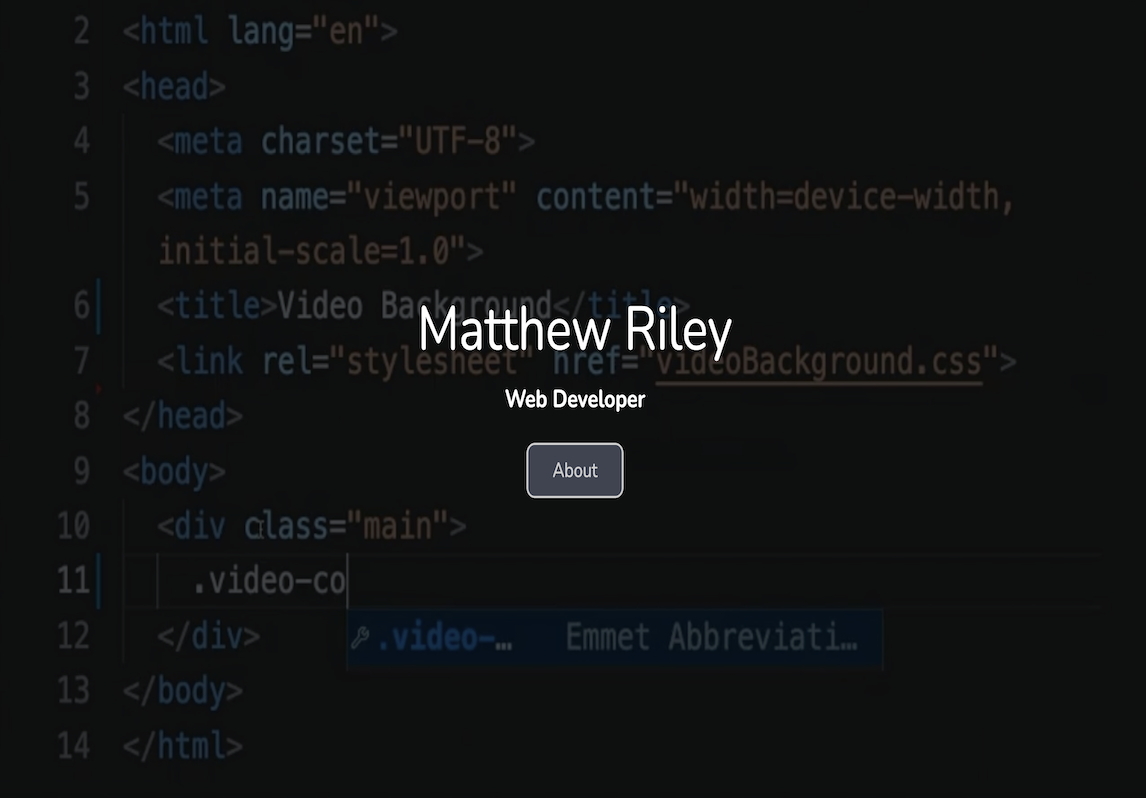 2 <html lang="en">
3 <head>
4 <meta charset="UTF-8">
5 <meta name="viewport" content="width=device-width,
initial-scale=1.0">
6 <title>Video Background</title>
Matthew Riley
7 <link rel="stylesheet" href="videoBackground.css">
Web Developer
8 </head>
9 <body>
About
10 <div class="main">
11 .video-co
12 </div>
.video-… Emmet Abbreviati…
13 </body>
14 </html>